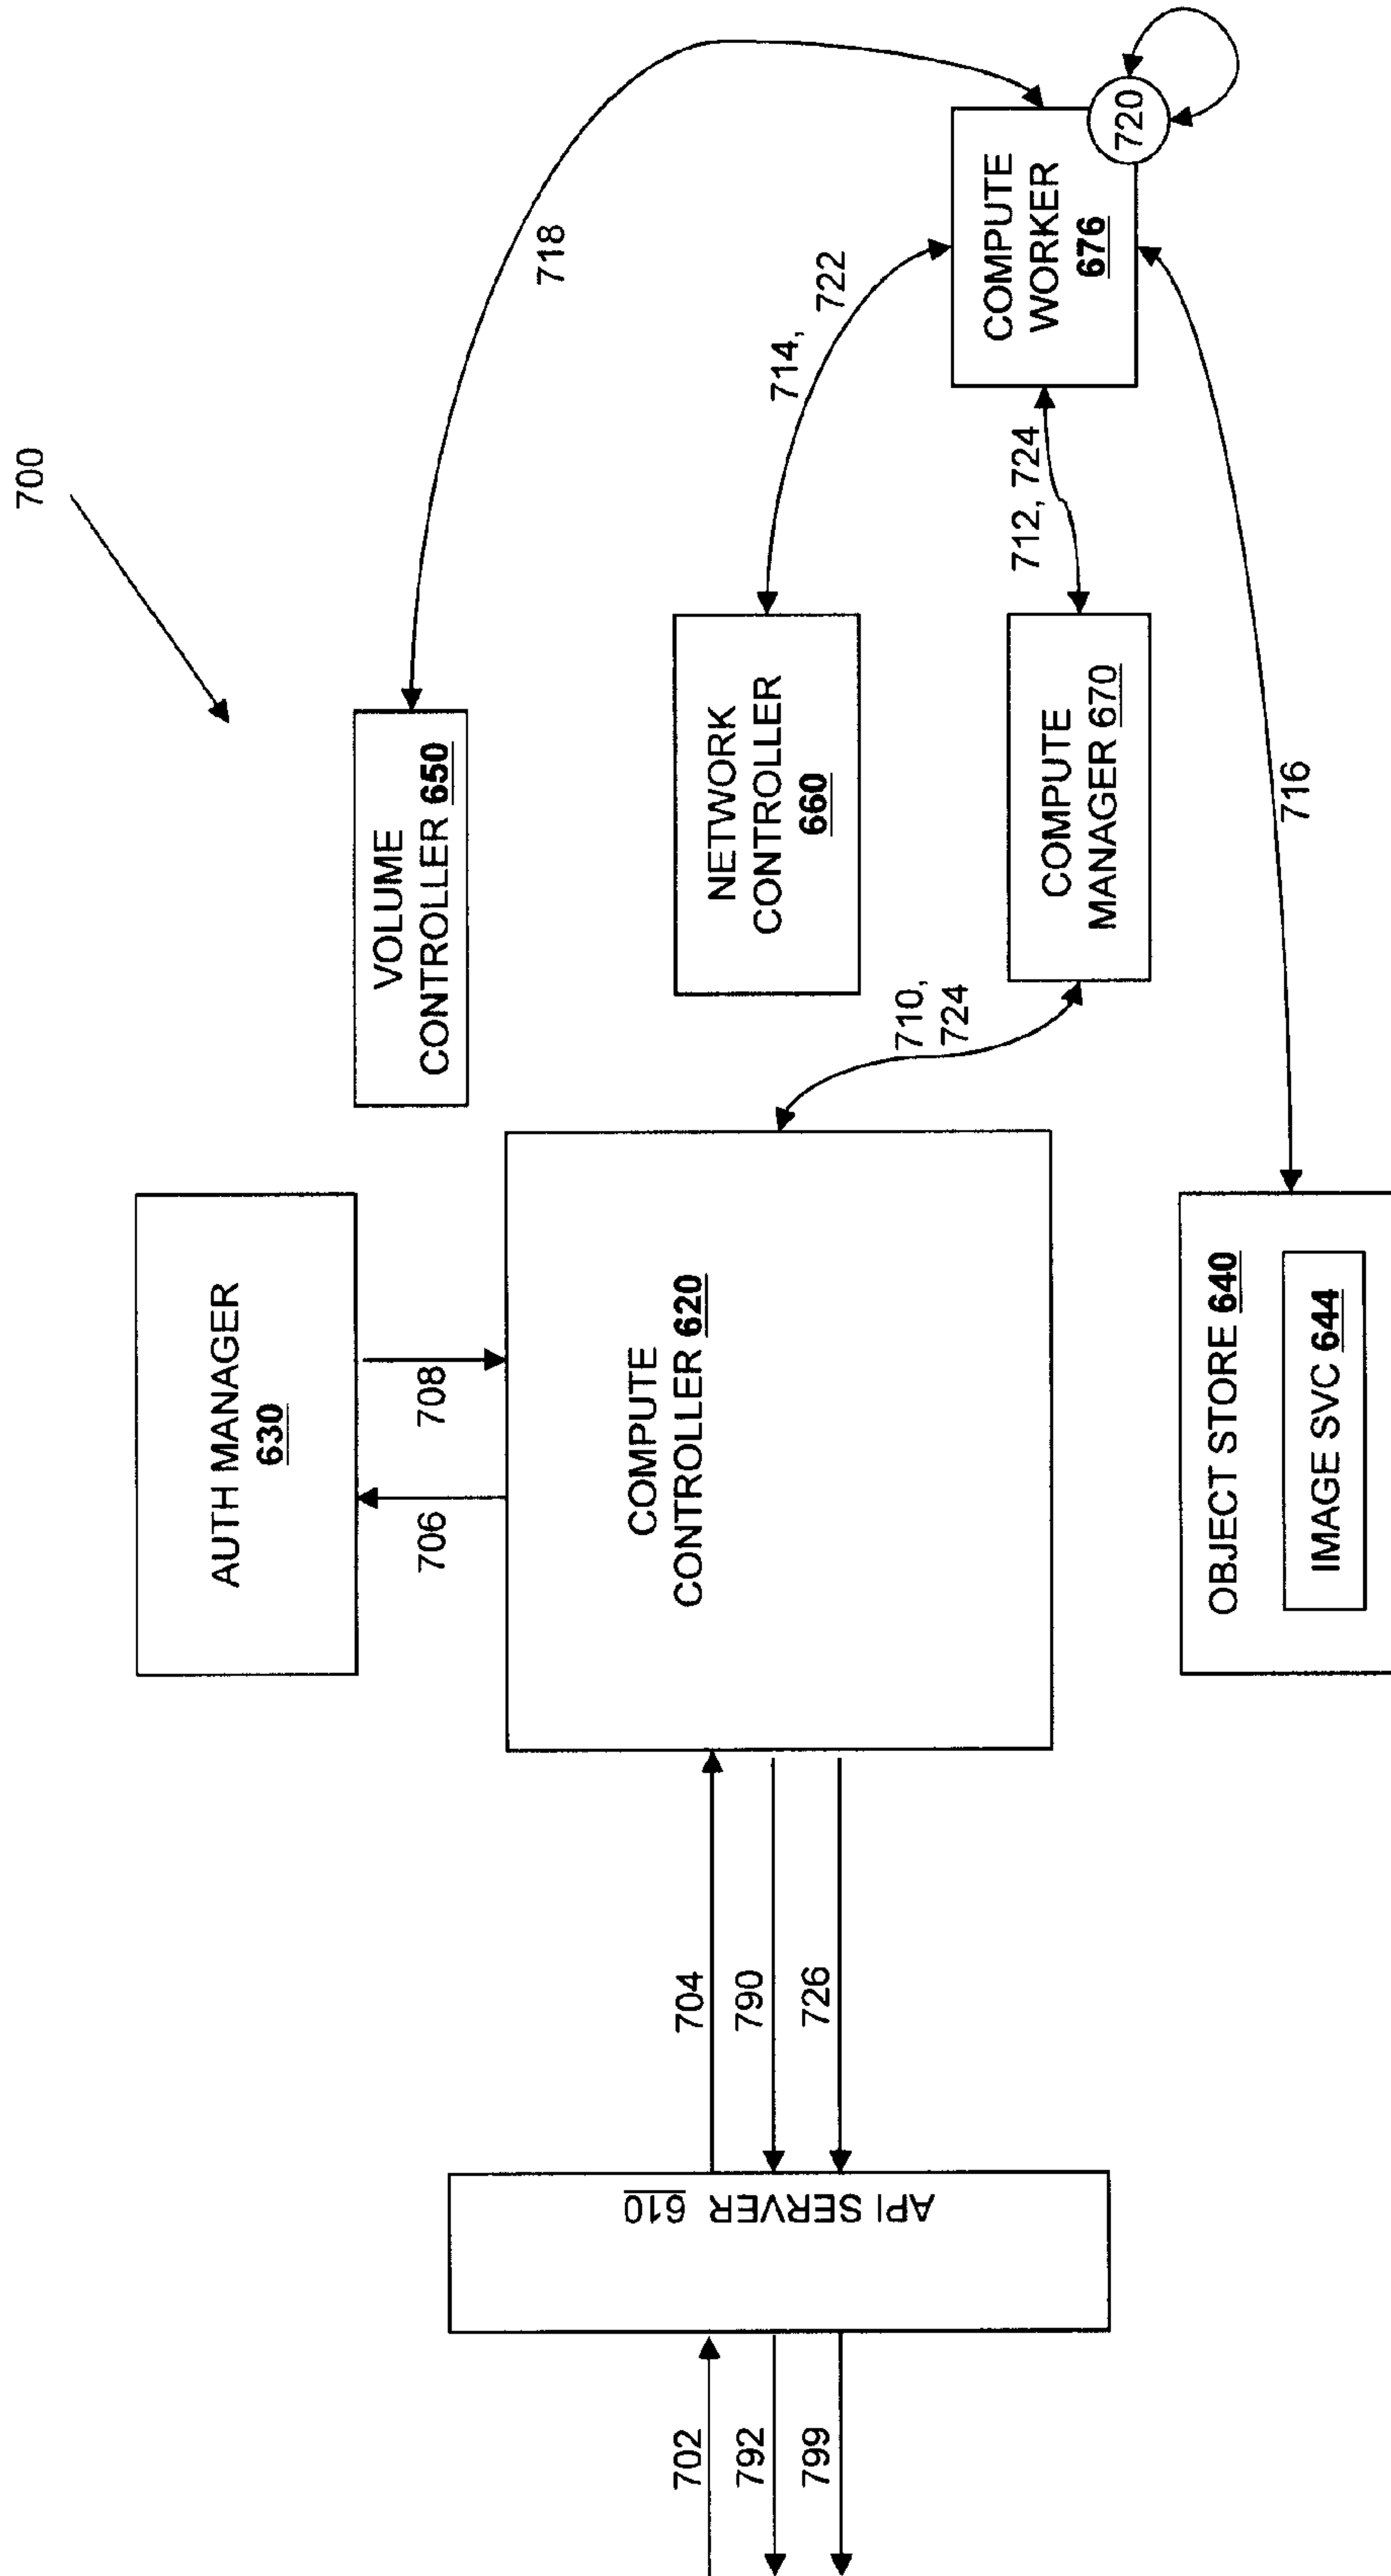 700
AUTH MANAGER
630
VOLUME
CONTROLLER 650
718
706
708
NETWORK
CONTROLLER
660
714,
722
702
792
799
API SERVER 610
704
790
726
COMPUTE
CONTROLLER 620
710,
724
COMPUTE
MANAGER 670
712, 724
COMPUTE
WORKER
676
720
OBJECT STORE 640
IMAGE SVC 644
716